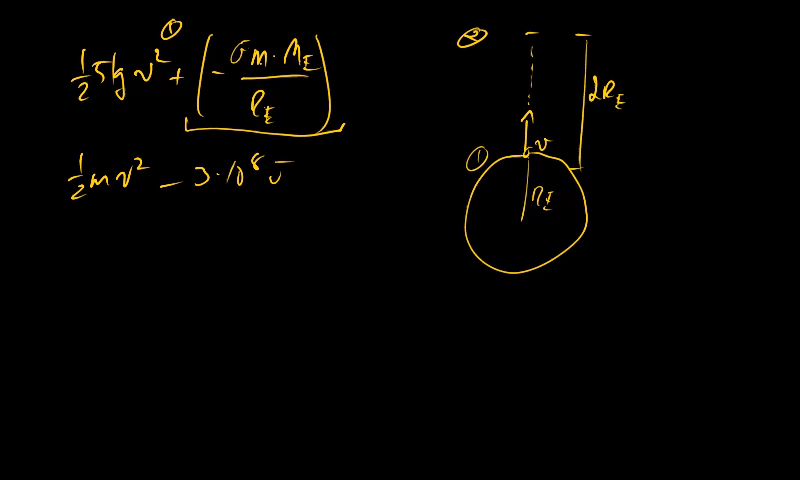 ①
½ 5kg v² + (- G m · M_E / R_E)
½ m v² - 3 · 10⁸ J
②
2R_E
①
v
R_E